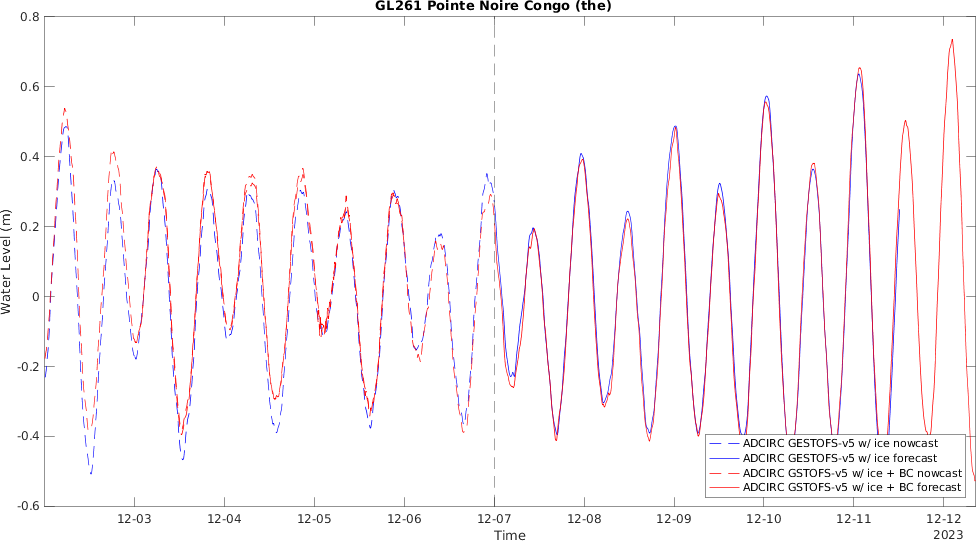 GL261 Pointe Noire Congo (the)
0.8
0.6
0.4
0.2
0
-0.2
-0.4
-0.6
Water Level (m)
ADCIRC GESTOFS-v5 w/ ice nowcast
ADCIRC GESTOFS-v5 w/ ice forecast
ADCIRC GSTOFS-v5 w/ ice + BC nowcast
ADCIRC GSTOFS-v5 w/ ice + BC forecast
12-03 12-04 12-05 12-06 12-07 12-08 12-09 12-10 12-11 12-12
Time
2023